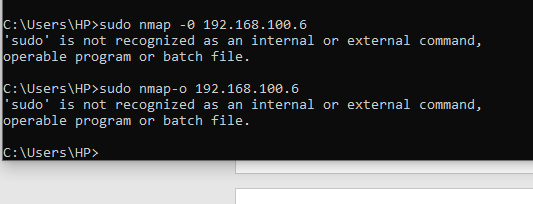 C:\Users\HP>sudo nmap -0 192.168.100.6
'sudo' is not recognized as an internal or external command,
operable program or batch file.
C:\Users\HP>sudo nmap-o 192.168.100.6
'sudo' is not recognized as an internal or external command,
operable program or batch file.
C:\Users\HP>